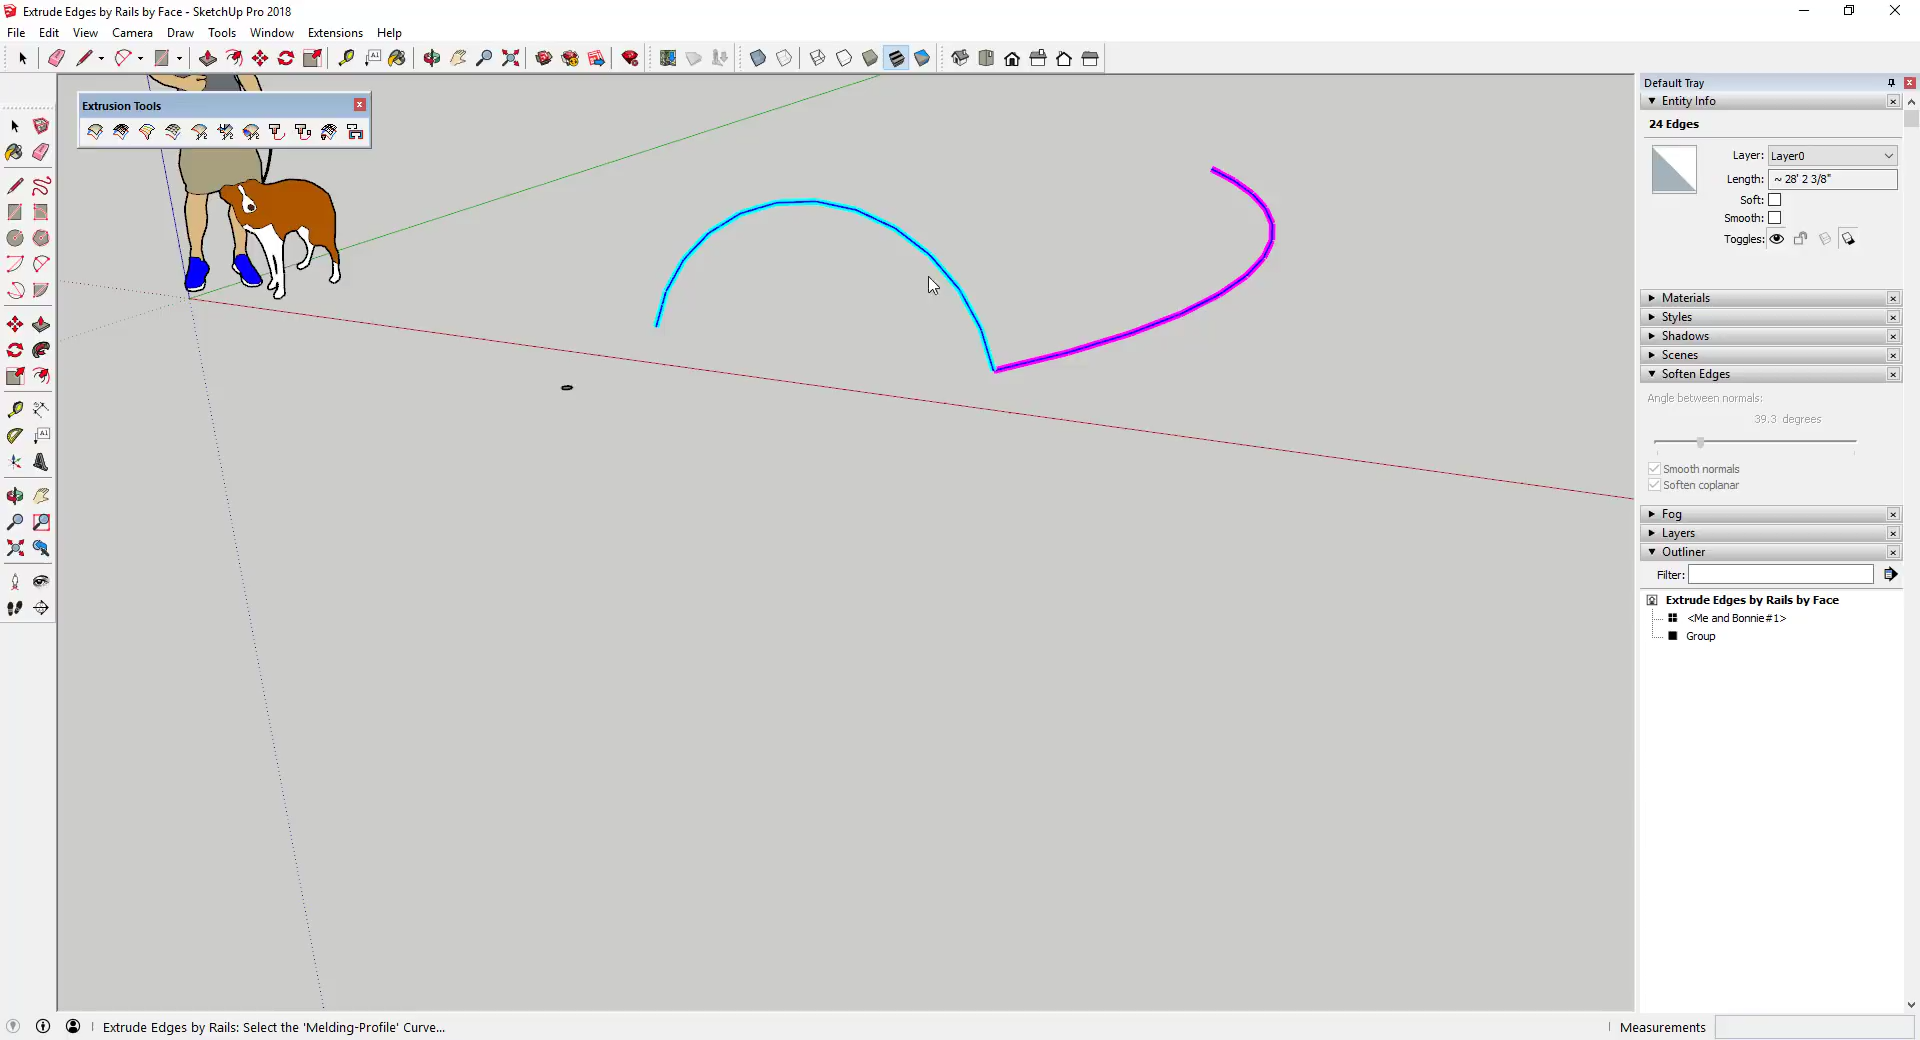 Extrude Edges by Rails by Face - SketchUp Pro 2018
File Edit View Camera Draw Tools Window Extensions Help
Default Tray
Extrusion Tools
Entity Info
24 Edges
Layer: Layer0
Length: ~ 28' 2 3/8"
Soft:
Smooth:
Toggles:
Materials
Styles
Shadows
Scenes
Soften Edges
Angle between normals:
39.3 degrees
Smooth normals
Soften coplanar
Fog
Layers
Outliner
Filter:
Extrude Edges by Rails by Face
<Me and Bonnie#1>
Group
Extrude Edges by Rails: Select the 'Melding-Profile' Curve...
Measurements